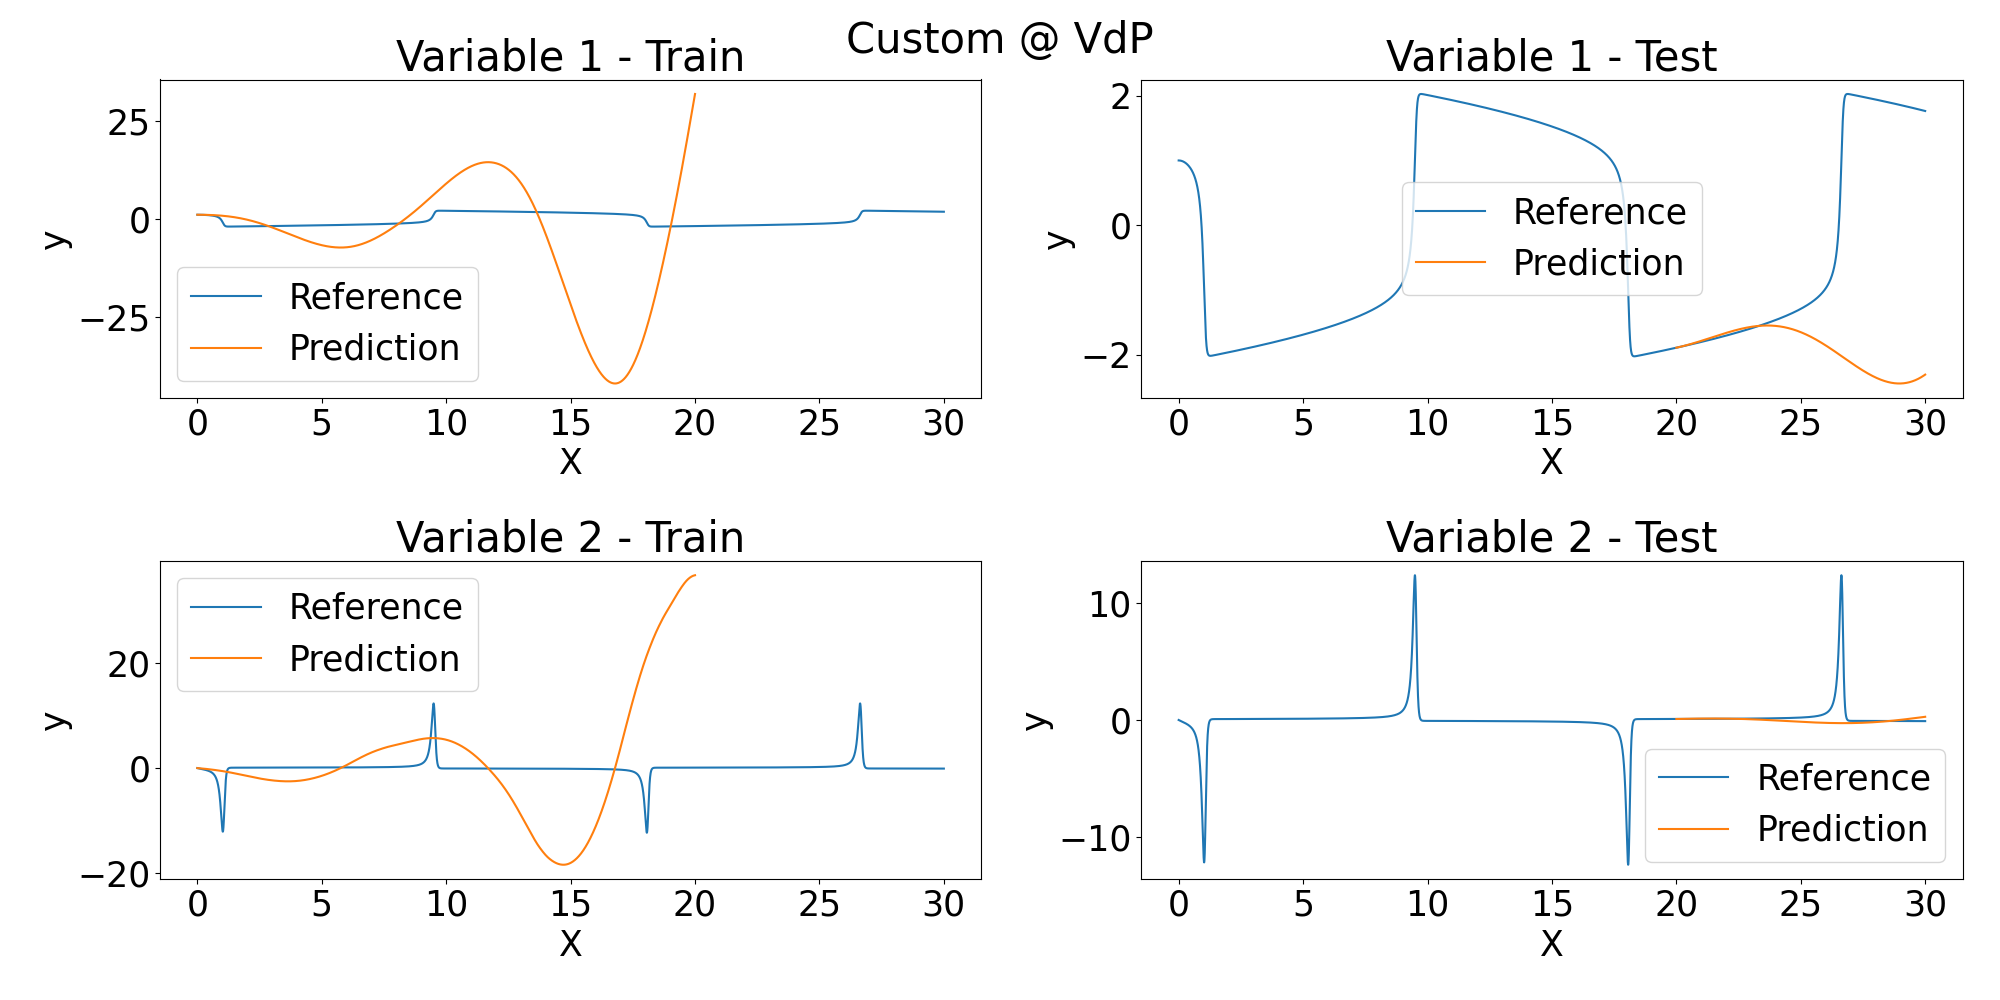 Custom @ VdP
Variable 1 - Train
25
0
−25
y
Reference
Prediction
0 5 10 15 20 25 30
X
Variable 1 - Test
2
0
−2
y
Reference
Prediction
0 5 10 15 20 25 30
X
Variable 2 - Train
20
0
−20
y
Reference
Prediction
0 5 10 15 20 25 30
X
Variable 2 - Test
10
0
−10
y
Reference
Prediction
0 5 10 15 20 25 30
X